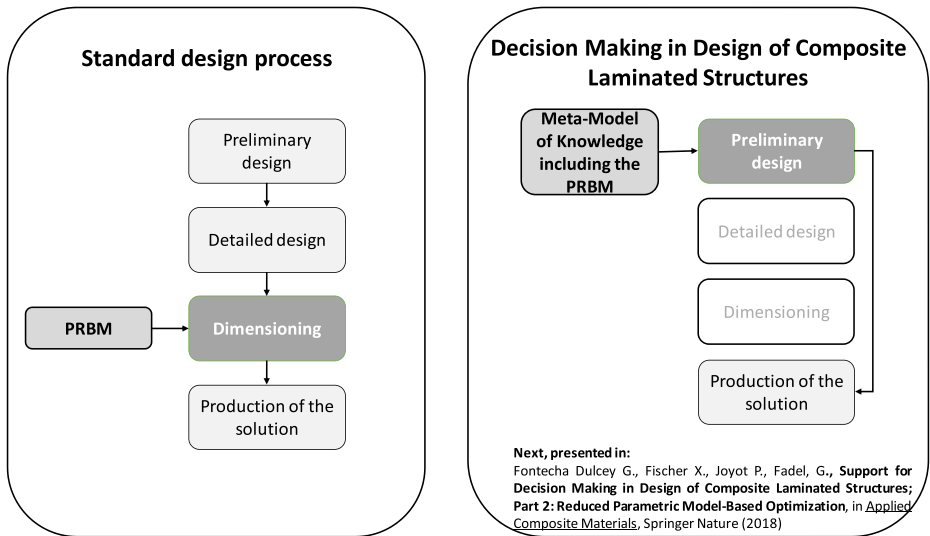 Standard design process
Preliminary
design
Detailed design
PRBM
Dimensioning
Production of the
solution
Decision Making in Design of Composite
Laminated Structures
Meta-Model
of Knowledge
including the
PRBM
Preliminary
design
Detailed design
Dimensioning
Production of the
solution
Next, presented in:
Fontecha Dulcey G., Fischer X., Joyot P., Fadel, G., Support for
Decision Making in Design of Composite Laminated Structures;
Part 2: Reduced Parametric Model-Based Optimization, in Applied
Composite Materials, Springer Nature (2018)